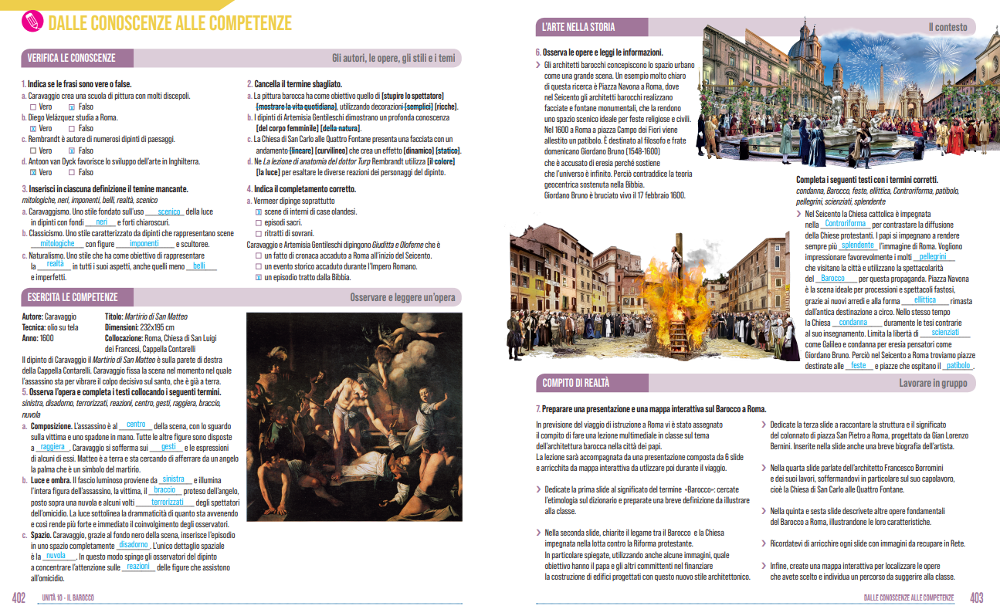 DALLE CONOSCENZE ALLE COMPETENZE
VERIFICA LE CONOSCENZE
Gli autori, le opere, gli stili e i temi
1. Indica se le frasi sono vere o false.
a. Caravaggio crea una scuola di pittura con molti discepoli.
☐ Vero ☒ Falso
b. Diego Velázquez studia a Roma.
☒ Vero ☐ Falso
c. Rembrandt è autore di numerosi dipinti di paesaggi.
☐ Vero ☒ Falso
d. Antoon van Dyck favorisce lo sviluppo dell'arte in Inghilterra.
☒ Vero ☐ Falso
2. Cancella il termine sbagliato.
a. La pittura barocca ha come obiettivo quello di [stupire lo spettatore]
[mostrare la vita quotidiana], utilizzando decorazioni [semplici] [ricche].
b. I dipinti di Artemisia Gentileschi dimostrano un profonda conoscenza
[del corpo femminile] [della natura].
c. La Chiesa di San Carlo alle Quattro Fontane presenta una facciata con un
andamento [lineare] [curvilineo] che crea un effetto [dinamico] [statico].
d. Ne La lezione di anatomia del dottor Turp Rembrandt utilizza [il colore]
[la luce] per esaltare le diverse reazioni dei personaggi del dipinto.
3. Inserisci in ciascuna definizione il temine mancante.
mitologiche, neri, imponenti, belli, realtà, scenico
a. Caravaggismo. Uno stile fondato sull'uso scenico della luce
in dipinti con fondi neri e forti chiaroscuri.
b. Classicismo. Uno stile caratterizzato da dipinti che rappresentano scene
mitologiche con figure imponenti e scultoree.
c. Naturalismo. Uno stile che ha come obiettivo di rappresentare
la realtà in tutti i suoi aspetti, anche quelli meno belli
e imperfetti.
4. Indica il completamento corretto.
a. Vermeer dipinge soprattutto
☒ scene di interni di case olandesi.
☐ episodi sacri.
☐ ritratti di sovrani.
Caravaggio e Artemisia Gentileschi dipingono Giuditta e Oloferne che è
☐ un fatto di cronaca accaduto a Roma all'inizio del Seicento.
☐ un evento storico accaduto durante l'Impero Romano.
☒ un episodio tratto dalla Bibbia.
ESERCITA LE COMPETENZE
Osservare e leggere un'opera
Autore: Caravaggio
Tecnica: olio su tela
Anno: 1600
Titolo: Martirio di San Matteo
Dimensioni: 232x195 cm
Collocazione: Roma, Chiesa di San Luigi
dei Francesi, Cappella Contarelli
Il dipinto di Caravaggio il Martirio di San Matteo è sulla parete di destra
della Cappella Contarelli. Caravaggio fissa la scena nel momento nel quale
l'assassino sta per vibrare il colpo decisivo sul santo, che è già a terra.
5. Osserva l'opera e completa i testi collocando i seguenti termini.
sinistra, disadorno, terrorizzati, reazioni, centro, gesti, raggiera, braccio,
nuvola
a. Composizione. L'assassino è al centro della scena, con lo sguardo
sulla vittima e uno spadone in mano. Tutte le altre figure sono disposte
a raggiera. Caravaggio si sofferma sui gesti e le espressioni
di alcuni di essi. Matteo è a terra e sta cercando di afferrare da un angelo
la palma che è un simbolo del martirio.
b. Luce e ombra. Il fascio luminoso proviene da sinistra e illumina
l'intera figura dell'assassino, la vittima, il braccio proteso dell'angelo,
posto sopra una nuvola e alcuni volti terrorizzati degli spettatori
dell'omicidio. La luce sottolinea la drammaticità di quanto sta avvenendo
e così rende più forte e immediato il coinvolgimento degli osservatori.
c. Spazio. Caravaggio, grazie al fondo nero della scena, inserisce l'episodio
in uno spazio completamente disadorno. L'unico dettaglio spaziale
è la nuvola. In questo modo spinge gli osservatori del dipinto
a concentrare l'attenzione sulle reazioni delle figure che assistono
all'omicidio.
402 UNITÀ 10 - IL BAROCCO
L'ARTE NELLA STORIA
Il contesto
6. Osserva le opere e leggi le informazioni.
Gli architetti barocchi concepiscono lo spazio urbano
come una grande scena. Un esempio molto chiaro
di questa ricerca è Piazza Navona a Roma, dove
nel Seicento gli architetti barocchi realizzano
facciate e fontane monumentali, che la rendono
uno spazio scenico ideale per feste religiose e civili.
Nel 1600 a Roma a piazza Campo dei Fiori viene
allestito un patibolo. È destinato al filosofo e frate
domenicano Giordano Bruno (1548-1600)
che è accusato di eresia perché sostiene
che l'universo è infinito. Perciò contraddice la teoria
geocentrica sostenuta nella Bibbia.
Giordano Bruno è bruciato vivo il 17 febbraio 1600.
Completa i seguenti testi con i termini corretti.
condanna, Barocco, feste, ellittica, Controriforma, patibolo,
pellegrini, scienziati, splendente
Nel Seicento la Chiesa cattolica è impegnata
nella Controriforma per contrastare la diffusione
della Chiese protestanti. I papi si impegnano a rendere
sempre più splendente l'immagine di Roma. Vogliono
impressionare favorevolmente i molti pellegrini
che visitano la città e utilizzano la spettacolarità
del Barocco per questa propaganda. Piazza Navona
è la scena ideale per processioni e spettacoli fastosi,
grazie ai nuovi arredi e alla forma ellittica rimasta
dall'antica destinazione a circo. Nello stesso tempo
la Chiesa condanna duramente le tesi contrarie
al suo insegnamento. Limita la libertà di scienziati
come Galileo e condanna per eresia pensatori come
Giordano Bruno. Perciò nel Seicento a Roma troviamo piazze
destinate alle feste e piazze che ospitano il patibolo.
COMPITO DI REALTÀ
Lavorare in gruppo
7. Preparare una presentazione e una mappa interattiva sul Barocco a Roma.
In previsione del viaggio di istruzione a Roma vi è stato assegnato
il compito di fare una lezione multimediale in classe sul tema
dell'architettura barocca nella città dei papi.
La lezione sarà accompagnata da una presentazione composta da 6 slide
e arricchita da mappa interattiva da utlizzare poi durante il viaggio.
Dedicate la prima slide al significato del termine «Barocco»: cercate
l'etimologia sul dizionario e preparate una breve definizione da illustrare
alla classe.
Nella seconda slide, chiarite il legame tra il Barocco e la Chiesa
impegnata nella lotta contro la Riforma protestante.
In particolare spiegate, utilizzando anche alcune immagini, quale
obiettivo hanno il papa e gli altri committenti nel finanziare
la costruzione di edifici progettati con questo nuovo stile architettonico.
Dedicate la terza slide a raccontare la struttura e il significato
del colonnato di piazza San Pietro a Roma, progettato da Gian Lorenzo
Bernini. Inserite nella slide anche una breve biografia dell'artista.
Nella quarta slide parlate dell'architetto Francesco Borromini
e dei suoi lavori, soffermandovi in particolare sul suo capolavoro,
cioè la Chiesa di San Carlo alle Quattro Fontane.
Nella quinta e sesta slide descrivete altre opere fondamentali
del Barocco a Roma, illustrandone le loro caratteristiche.
Ricordatevi di arricchire ogni slide con immagini da recupare in Rete.
Infine, create una mappa interattiva per localizzare le opere
che avete scelto e individua un percorso da suggerire alla classe.
DALLE CONOSCENZE ALLE COMPETENZE 403